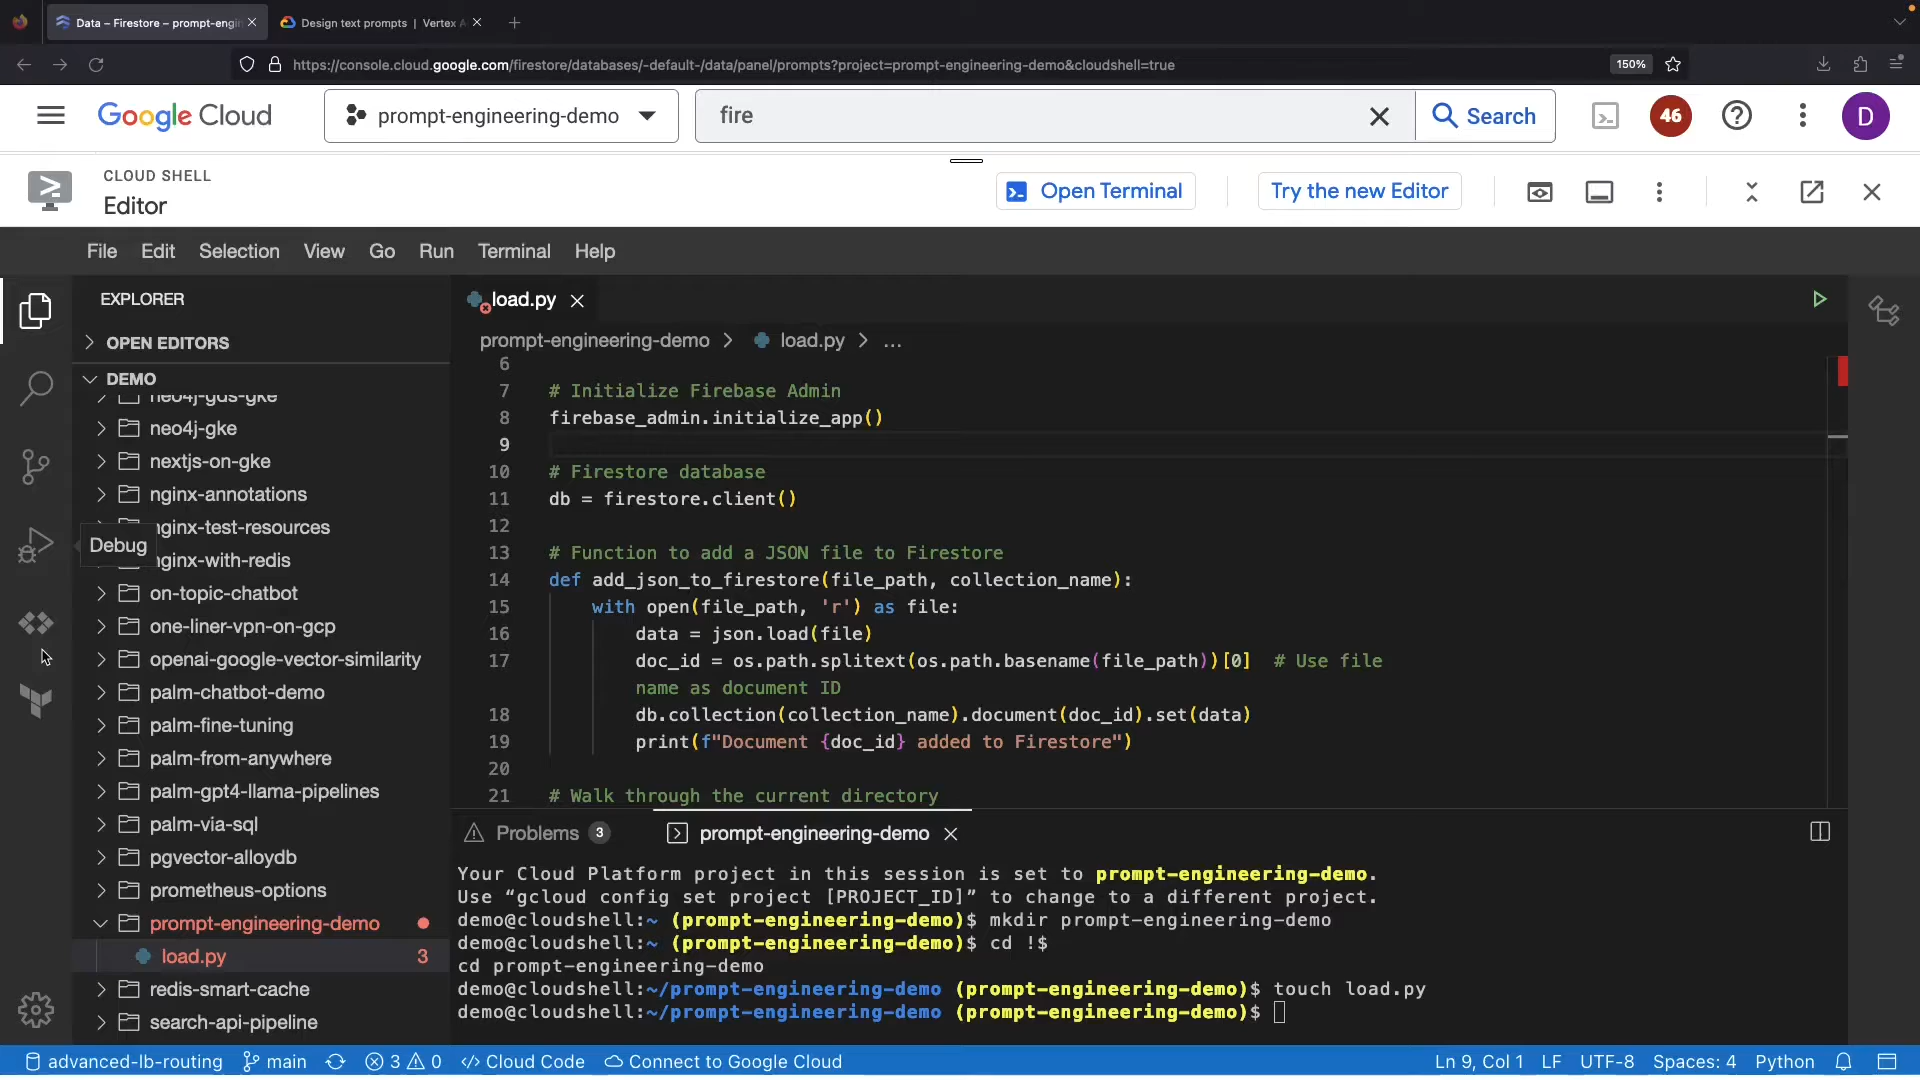 Data – Firestore – prompt-engin
Design text prompts | Vertex A
https://console.cloud.google.com/firestore/databases/-default-/data/panel/prompts?project=prompt-engineering-demo&cloudshell=true
150%
Google Cloud
prompt-engineering-demo
fire
Search
46
D
CLOUD SHELL
Editor
Open Terminal
Try the new Editor
File Edit Selection View Go Run Terminal Help
EXPLORER
OPEN EDITORS
DEMO
neo4j-gds-gke
neo4j-gke
nextjs-on-gke
nginx-annotations
nginx-test-resources
Debug
nginx-with-redis
on-topic-chatbot
one-liner-vpn-on-gcp
openai-google-vector-similarity
palm-chatbot-demo
palm-fine-tuning
palm-from-anywhere
palm-gpt4-llama-pipelines
palm-via-sql
pgvector-alloydb
prometheus-options
prompt-engineering-demo
load.py 3
redis-smart-cache
search-api-pipeline
load.py
prompt-engineering-demo > load.py > ...
6
7 # Initialize Firebase Admin
8 firebase_admin.initialize_app()
9
10 # Firestore database
11 db = firestore.client()
12
13 # Function to add a JSON file to Firestore
14 def add_json_to_firestore(file_path, collection_name):
15 with open(file_path, 'r') as file:
16 data = json.load(file)
17 doc_id = os.path.splitext(os.path.basename(file_path))[0] # Use file
name as document ID
18 db.collection(collection_name).document(doc_id).set(data)
19 print(f"Document {doc_id} added to Firestore")
20
21 # Walk through the current directory
Problems 3
prompt-engineering-demo
Your Cloud Platform project in this session is set to prompt-engineering-demo.
Use “gcloud config set project [PROJECT_ID]” to change to a different project.
demo@cloudshell:~ (prompt-engineering-demo)$ mkdir prompt-engineering-demo
demo@cloudshell:~ (prompt-engineering-demo)$ cd !$
cd prompt-engineering-demo
demo@cloudshell:~/prompt-engineering-demo (prompt-engineering-demo)$ touch load.py
demo@cloudshell:~/prompt-engineering-demo (prompt-engineering-demo)$
advanced-lb-routing main 3 0 </> Cloud Code Connect to Google Cloud
Ln 9, Col 1 LF UTF-8 Spaces: 4 Python